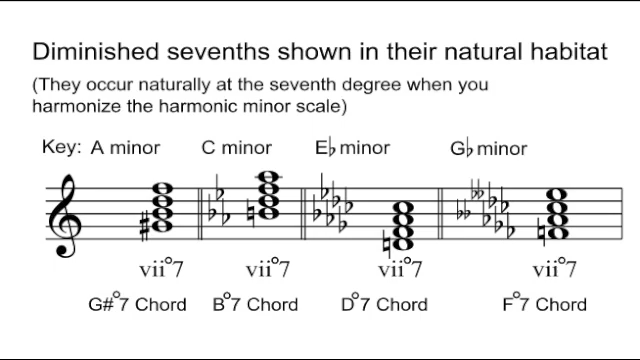 Diminished sevenths shown in their natural habitat
(They occur naturally at the seventh degree when you
harmonize the harmonic minor scale)
Key: A minor C minor E♭ minor G♭ minor
vii°7 vii°7 vii°7 vii°7
G#°7 Chord B°7 Chord D°7 Chord F°7 Chord